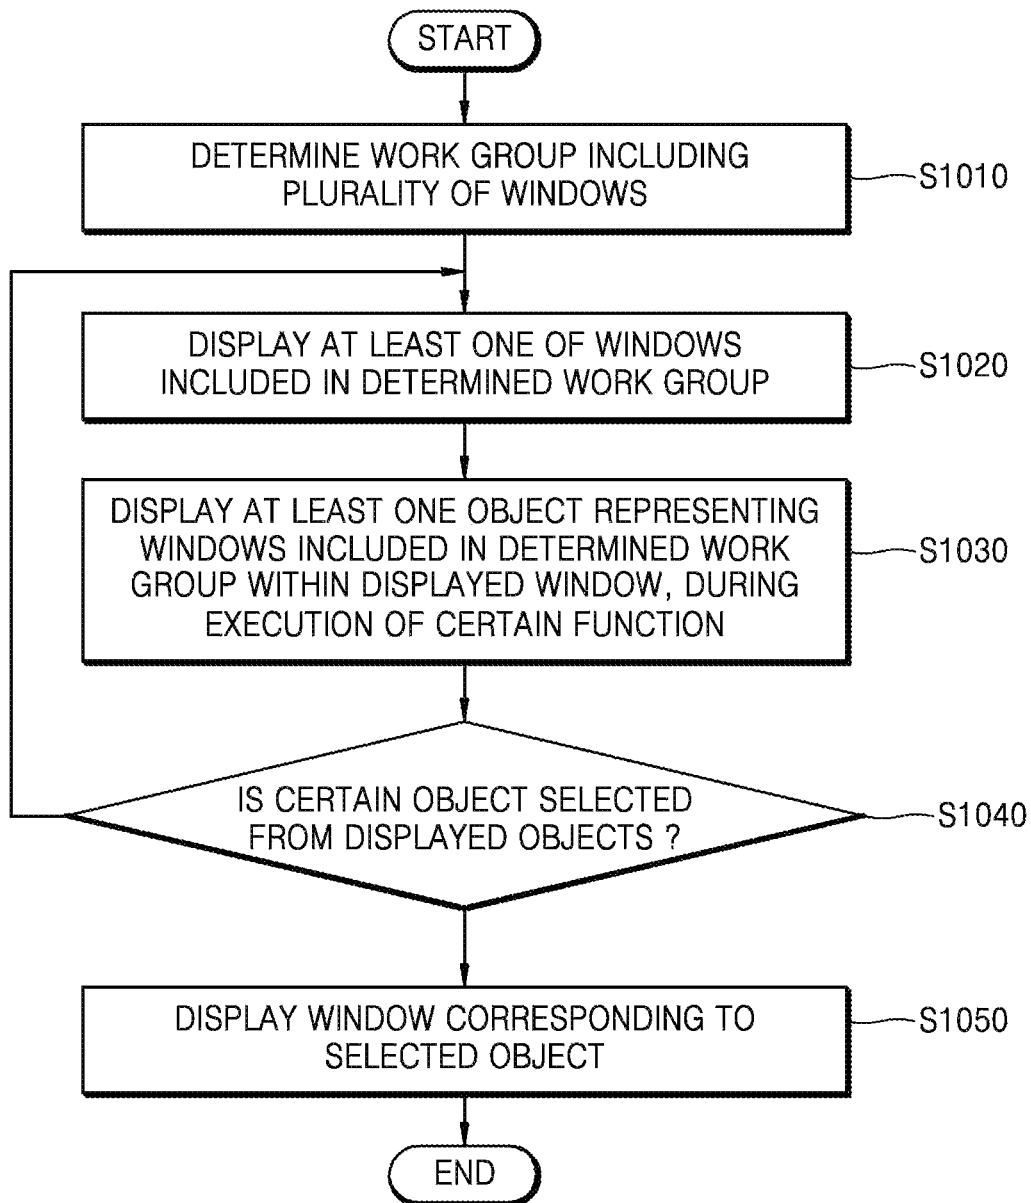 START
DETERMINE WORK GROUP INCLUDING
PLURALITY OF WINDOWS
S1010
DISPLAY AT LEAST ONE OF WINDOWS
INCLUDED IN DETERMINED WORK GROUP
S1020
DISPLAY AT LEAST ONE OBJECT REPRESENTING
WINDOWS INCLUDED IN DETERMINED WORK
GROUP WITHIN DISPLAYED WINDOW, DURING
EXECUTION OF CERTAIN FUNCTION
S1030
IS CERTAIN OBJECT SELECTED
FROM DISPLAYED OBJECTS ?
S1040
DISPLAY WINDOW CORRESPONDING TO
SELECTED OBJECT
S1050
END